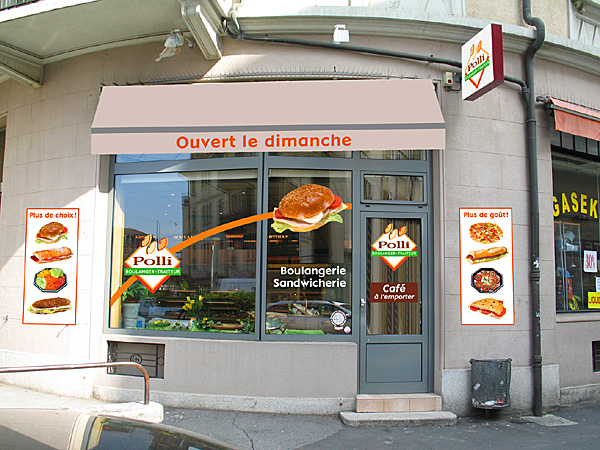 Polli
Ouvert le dimanche
Plus de choix!
Polli
BOULANGER-TRAITEUR
Boulangerie
Sandwicherie
Polli
BOULANGER-TRAITEUR
Café
à l'emporter
Plus de goût!
GASEK